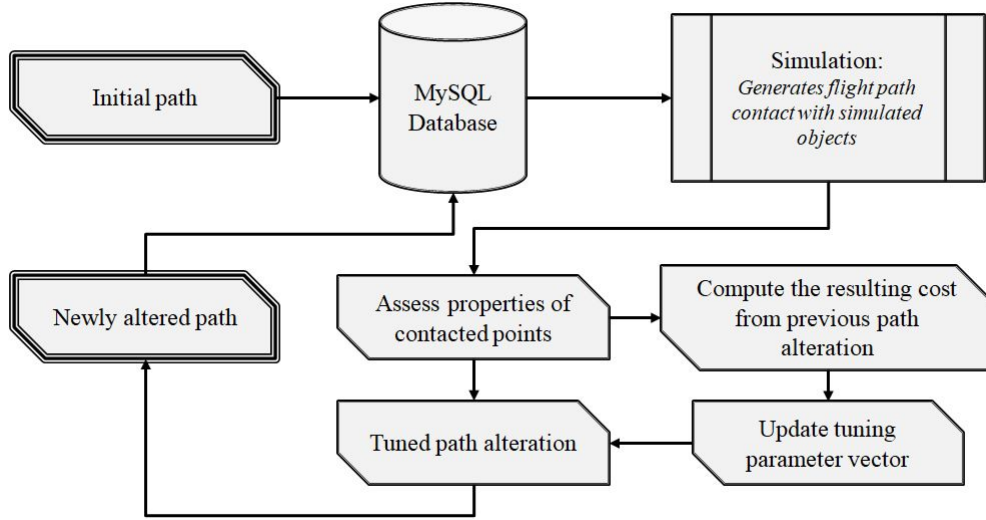 Initial path
MySQL
Database
Simulation:
Generates flight path
contact with simulated
objects
Newly altered path
Assess properties of
contacted points
Compute the resulting cost
from previous path
alteration
Tuned path alteration
Update tuning
parameter vector